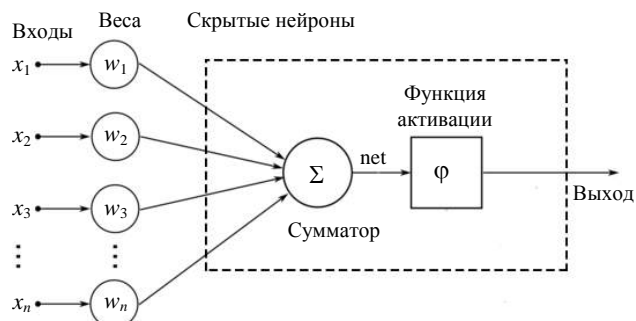 Входы
Веса
Скрытые нейроны
x1
w1
x2
w2
x3
w3
xn
wn
Σ
Сумматор
net
Функция
активации
φ
Выход